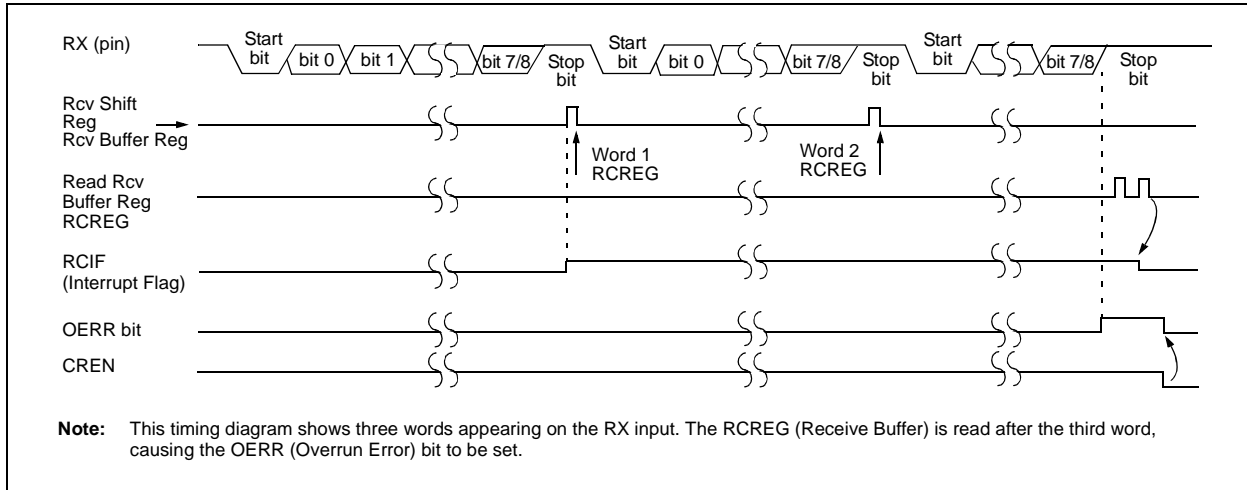 RX (pin)
Start
bit
bit 0
bit 1
bit 7/8
Stop
bit
Start
bit
bit 0
bit 7/8
Stop
bit
Start
bit
bit 7/8
Stop
bit
Rcv Shift
Reg
Rcv Buffer Reg
Word 1
RCREG
Word 2
RCREG
Read Rcv
Buffer Reg
RCREG
RCIF
(Interrupt Flag)
OERR bit
CREN
Note: This timing diagram shows three words appearing on the RX input. The RCREG (Receive Buffer) is read after the third word,
causing the OERR (Overrun Error) bit to be set.